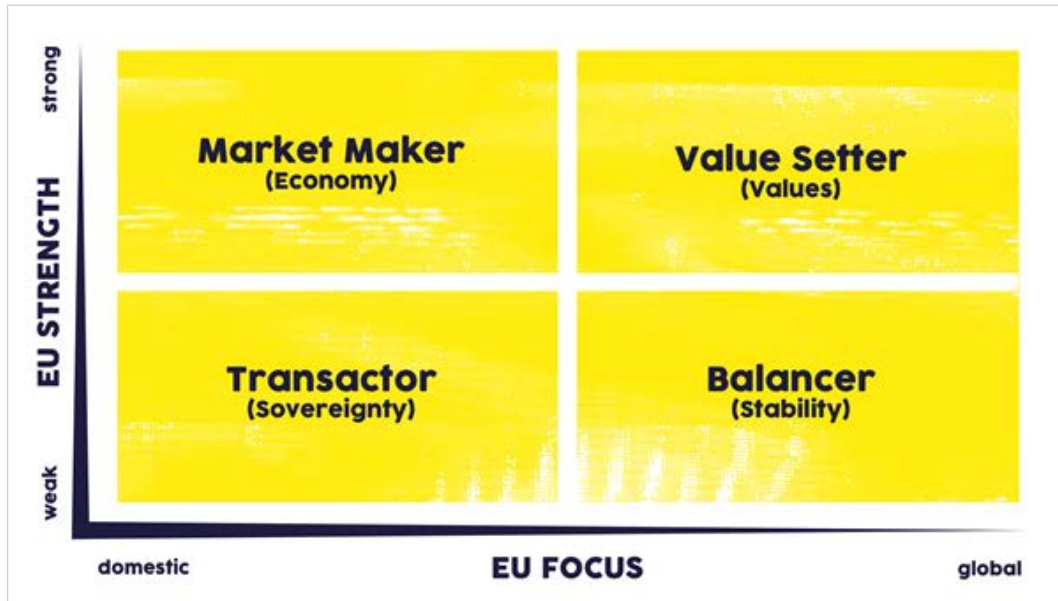 strong
EU STRENGTH
weak
Market Maker
(Economy)
Value Setter
(Values)
Transactor
(Sovereignty)
Balancer
(Stability)
domestic
EU FOCUS
global